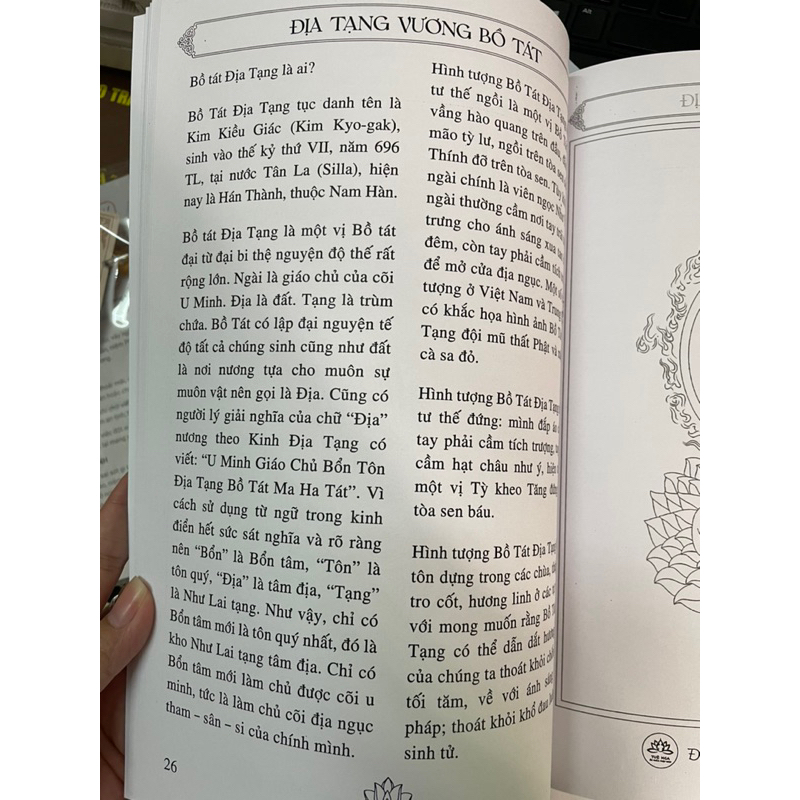 ĐỊA TẠNG VƯƠNG BỒ TÁT
Bồ tát Địa Tạng là ai?
Bồ Tát Địa Tạng tục danh tên là
Kim Kiều Giác (Kim Kyo-gak),
sinh vào thế kỷ thứ VII, năm 696
TL, tại nước Tân La (Silla), hiện
nay là Hán Thành, thuộc Nam Hàn.
Bồ tát Địa Tạng là một vị Bồ tát
đại từ đại bi thệ nguyện độ thế rất
rộng lớn. Ngài là giáo chủ của cõi
U Minh. Địa là đất. Tạng là trùm
chứa. Bồ Tát có lập đại nguyện tế
độ tất cả chúng sinh cũng như đất
là nơi nương tựa cho muôn sự
muôn vật nên gọi là Địa. Cũng có
người lý giải nghĩa của chữ “Địa”
nương theo Kinh Địa Tạng có
viết: “U Minh Giáo Chủ Bổn Tôn
Địa Tạng Bồ Tát Ma Ha Tát”. Vì
cách sử dụng từ ngữ trong kinh
điển hết sức sát nghĩa và rõ ràng
nên “Bổn” là Bổn tâm, “Tôn” là
tôn quý, “Địa” là tâm địa, “Tạng”
là Như Lai tạng. Như vậy, chỉ có
Bổn tâm mới là tôn quý nhất, đó là
kho Như Lai tạng tâm địa. Chỉ có
Bổn tâm mới làm chủ được cõi u
minh, tức là làm chủ cõi địa ngục
tham – sân – si của chính mình.
26
Hình tượng Bồ Tát Địa Tạng
tư thế ngồi là một vị Bồ
vầng hào quang trên đầu.
mão tỳ lư, ngồi trên tòa sen
Thính đỡ trên tòa sen.
ngài chính là viên ngọc
ngài thường cầm nơi tay
trưng cho ánh sáng xua
đêm, còn tay phải cầm tích
để mở cửa địa ngục. Một
tượng ở Việt Nam và Trung
có khắc họa hình ảnh Bồ
Tạng đội mũ thất Phật và
cà sa đỏ.
Hình tượng Bồ Tát Địa Tạng
tư thế đứng: mình đắp
tay phải cầm tích trượng,
cầm hạt châu như ý, hiện
một vị Tỳ kheo Tăng đứng
tòa sen báu.
Hình tượng Bồ Tát Địa Tạng
tôn dựng trong các chùa,
tro cốt, hương linh ở các
với mong muốn rằng Bồ
Tạng có thể dẫn dắt hương
của chúng ta thoát khỏi
tối tăm, về với ánh
pháp; thoát khỏi khổ đau
sinh tử.
TUỆ HOA